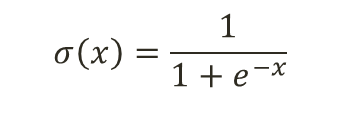 σ(x) = 1 / (1 + e^{-x})